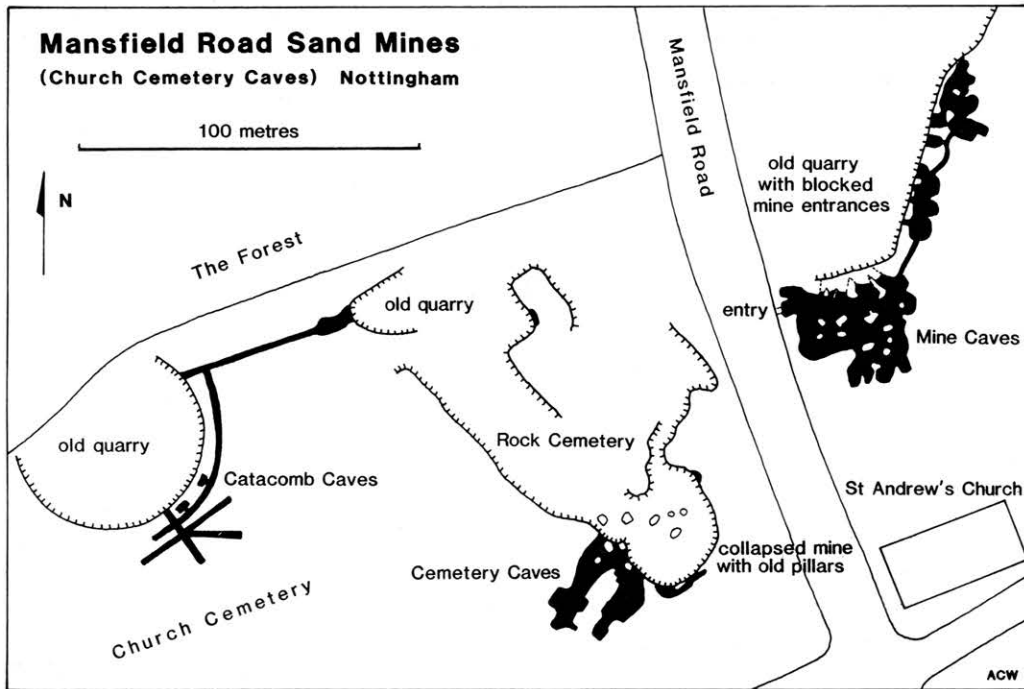 Mansfield Road Sand Mines
(Church Cemetery Caves) Nottingham
100 metres
N
Mansfield Road
old quarry
with blocked
mine entrances
The Forest
old quarry
entry
Mine Caves
old quarry
Rock Cemetery
Catacomb Caves
St Andrew's Church
collapsed mine
with old pillars
Cemetery Caves
Church Cemetery
ACW